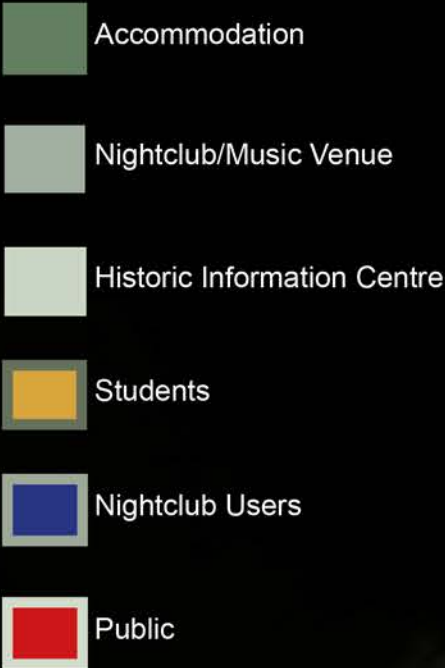 Accommodation
Nightclub/Music Venue
Historic Information Centre
Students
Nightclub Users
Public